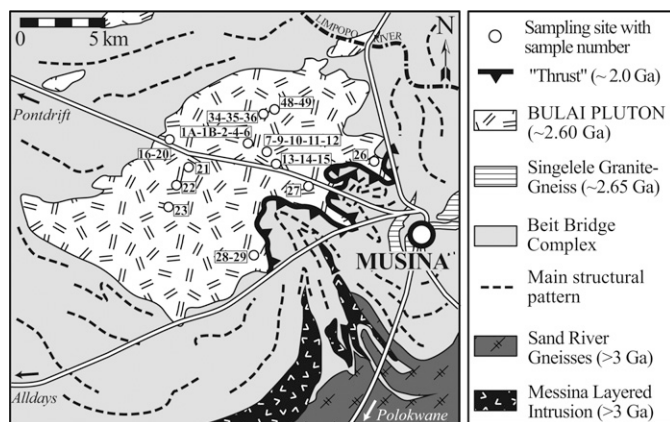 0
5 km
LIMPOPO
RIVER
N
Pontdrift
48-49
34-35-36
1A-1B-2-4-6
7-9-10-11-12
16-20
21
13-14-15
26
22
27
23
28-29
MUSINA
Alldays
Polokwane
Sampling site with
sample number
"Thrust" (~ 2.0 Ga)
BULAI PLUTON
(~2.60 Ga)
Singelele Granite-
Gneiss (~2.65 Ga)
Beit Bridge
Complex
Main structural
pattern
Sand River
Gneisses (>3 Ga)
Messina Layered
Intrusion (>3 Ga)